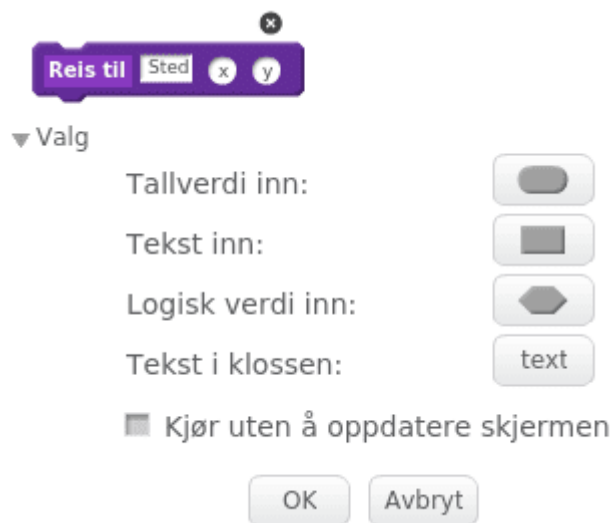 Reis til Sted x y
Valg
Tallverdi inn:
Tekst inn:
Logisk verdi inn:
Tekst i klossen: text
Kjør uten å oppdatere skjermen
OK Avbryt